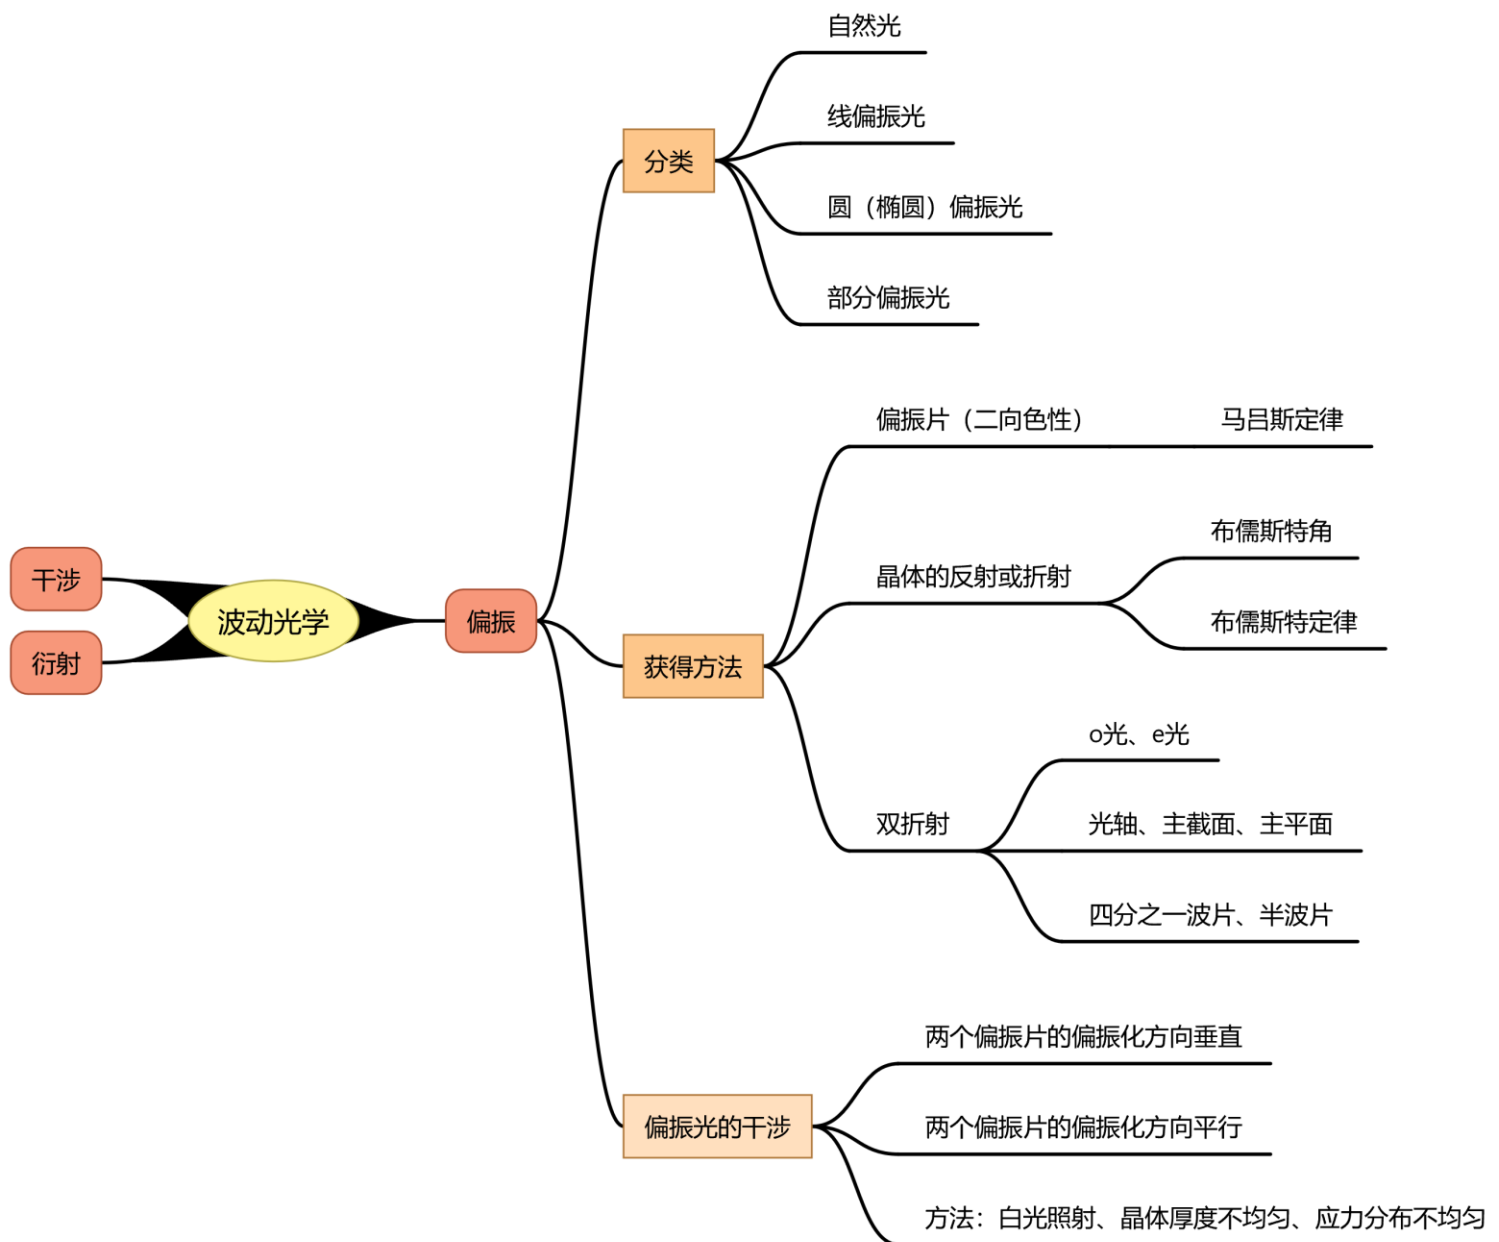 自然光
线偏振光
分类
圆（椭圆）偏振光
部分偏振光
偏振片（二向色性）
马吕斯定律
布儒斯特角
晶体的反射或折射
布儒斯特定律
干涉
波动光学
偏振
衍射
获得方法
o光、e光
双折射
光轴、主截面、主平面
四分之一波片、半波片
两个偏振片的偏振化方向垂直
偏振光的干涉
两个偏振片的偏振化方向平行
方法：白光照射、晶体厚度不均匀、应力分布不均匀